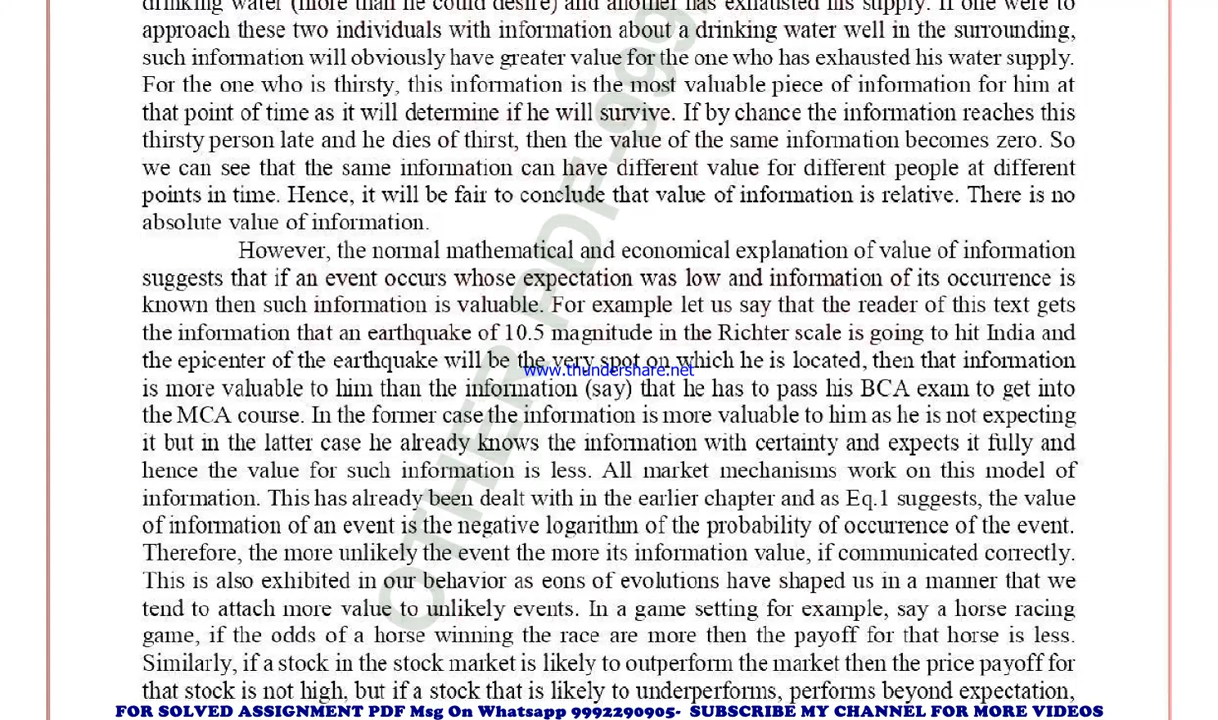 drinking water (more than he could desire) and another has exhausted his supply. If one were to
approach these two individuals with information about a drinking water well in the surrounding,
such information will obviously have greater value for the one who has exhausted his water supply.
For the one who is thirsty, this information is the most valuable piece of information for him at
that point of time as it will determine if he will survive. If by chance the information reaches this
thirsty person late and he dies of thirst, then the value of the same information becomes zero. So
we can see that the same information can have different value for different people at different
points in time. Hence, it will be fair to conclude that value of information is relative. There is no
absolute value of information.
However, the normal mathematical and economical explanation of value of information
suggests that if an event occurs whose expectation was low and information of its occurrence is
known then such information is valuable. For example let us say that the reader of this text gets
the information that an earthquake of 10.5 magnitude in the Richter scale is going to hit India and
the epicenter of the earthquake will be the very spot on which he is located, then that information
www.thundershare.net
is more valuable to him than the information (say) that he has to pass his BCA exam to get into
the MCA course. In the former case the information is more valuable to him as he is not expecting
it but in the latter case he already knows the information with certainty and expects it fully and
hence the value for such information is less. All market mechanisms work on this model of
information. This has already been dealt with in the earlier chapter and as Eq.1 suggests, the value
of information of an event is the negative logarithm of the probability of occurrence of the event.
Therefore, the more unlikely the event the more its information value, if communicated correctly.
This is also exhibited in our behavior as eons of evolutions have shaped us in a manner that we
tend to attach more value to unlikely events. In a game setting for example, say a horse racing
game, if the odds of a horse winning the race are more then the payoff for that horse is less.
Similarly, if a stock in the stock market is likely to outperform the market then the price payoff for
that stock is not high, but if a stock that is likely to underperforms, performs beyond expectation,
OTHER PDF-999
FOR SOLVED ASSIGNMENT PDF Msg On Whatsapp 9992290905- SUBSCRIBE MY CHANNEL FOR MORE VIDEOS